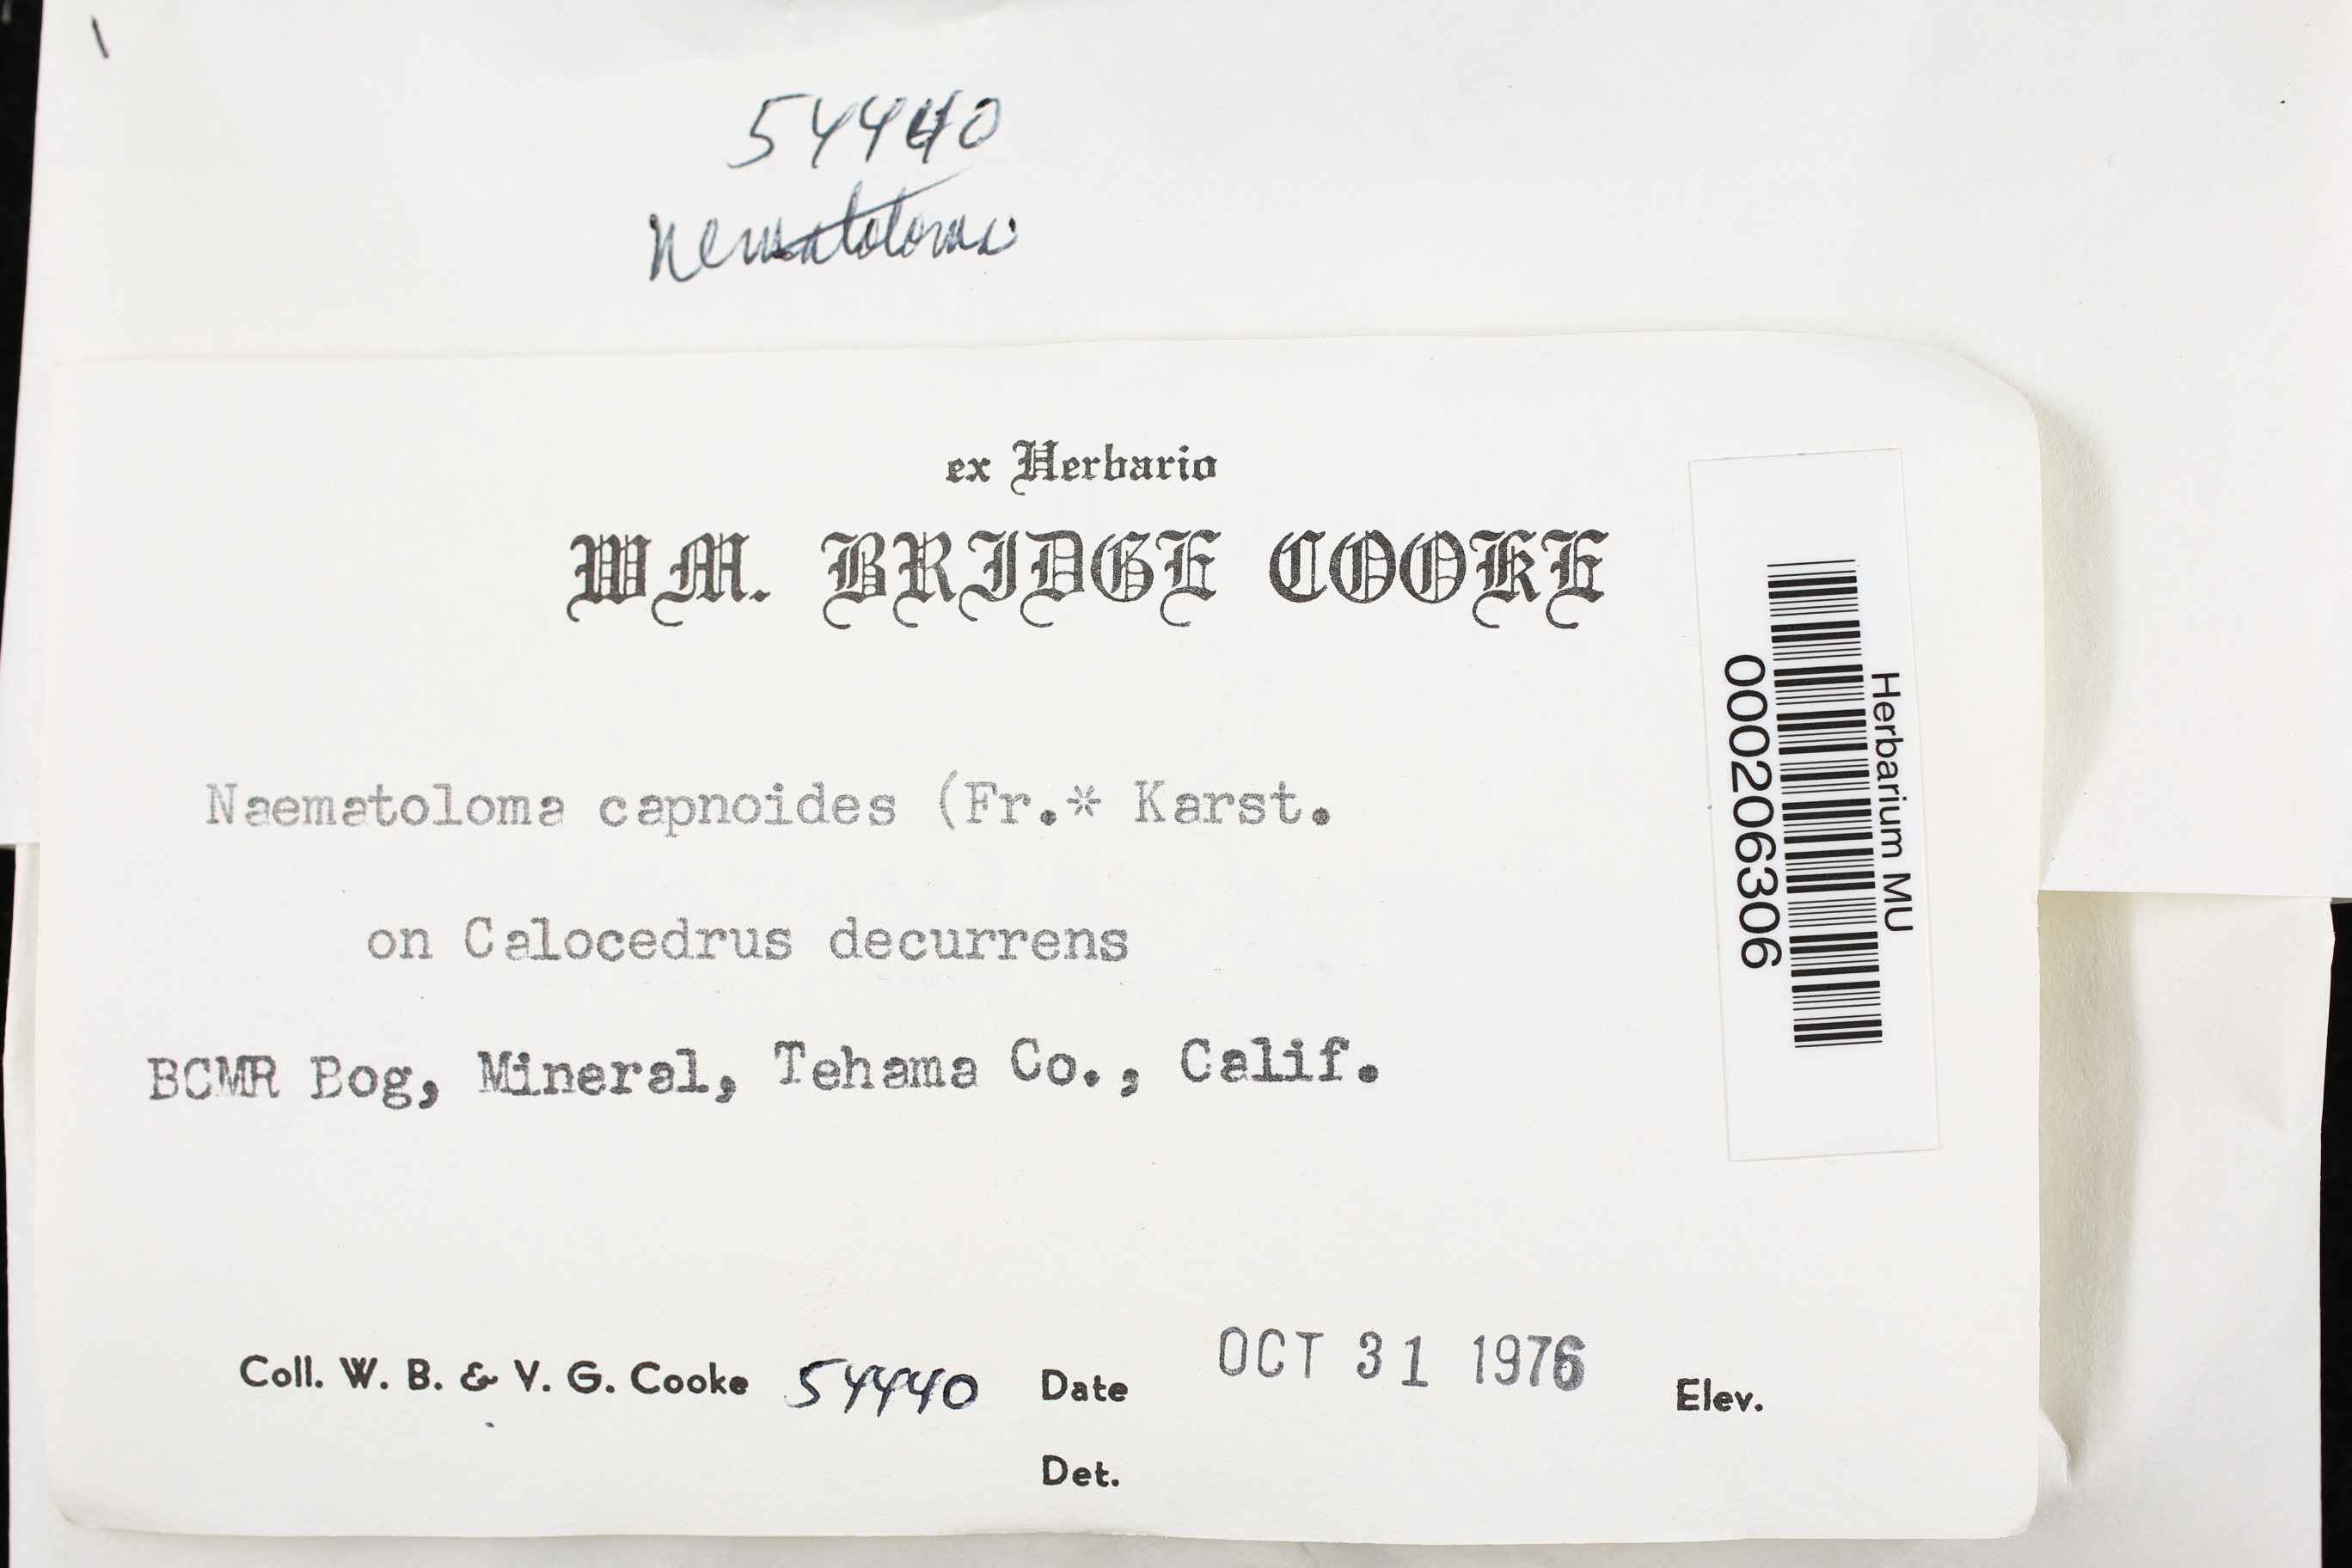 54440
Nematoloma
ex Herbario
WM. BRIDGE COOKE
Naematoloma capnoides (Fr.* Karst.
on Calocedrus decurrens
BCMR Bog, Mineral, Tehama Co., Calif.
Coll. W. B. & V. G. Cooke 54440 Date OCT 31 1976 Elev.
Det.
Herbarium MU
000206306